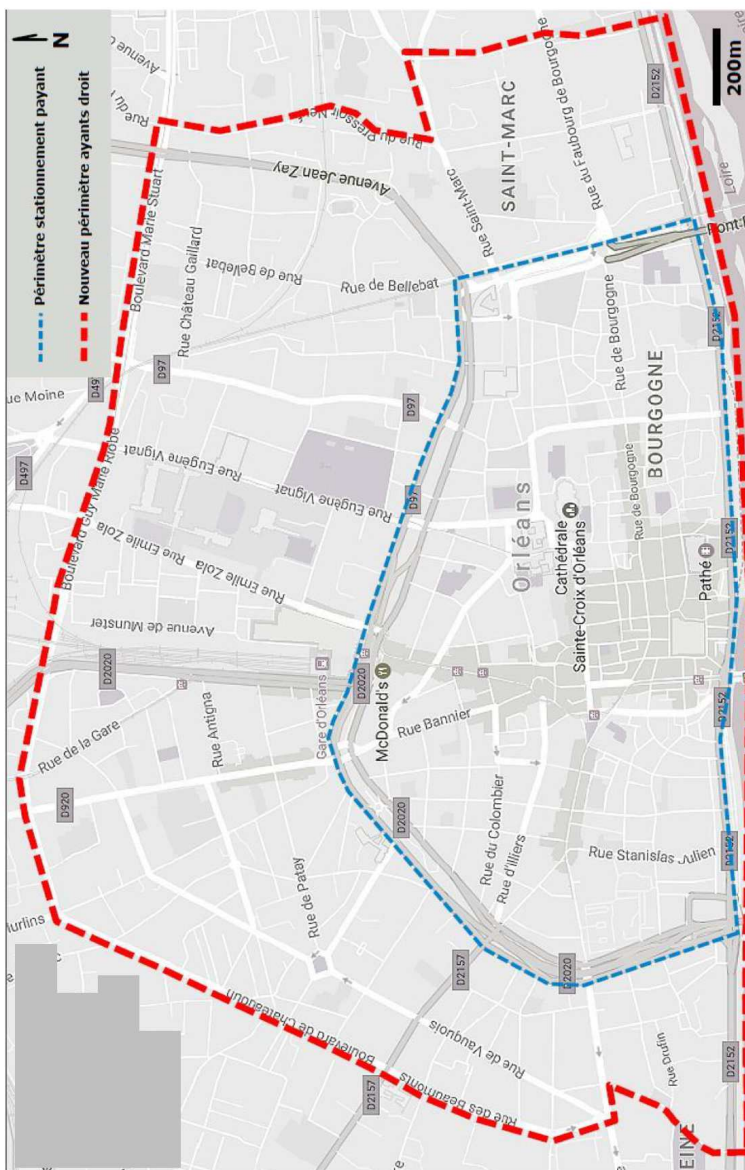 N
Périmètre stationnement payant
Nouveau périmètre ayants droit
200m
Rue Moine
D497
D49
Rue de la Gare
D920
D2020
Boulevard Guy Marie Riobé
Boulevard Marie Stuart
Avenue de Munster
Rue Emile Zola
Rue Emile Zola
Rue Eugène Vignat
Rue Eugène Vignat
D97
Rue Château Gaillard
Rue de Bellebat
Rue de Bellebat
Avenue Jean Zay
Rue du Pressoir Neuf
Rue Antigna
Rue de Patay
Gare d'Orléans
Boulevard de Châteaudun
D2157
Rue des Beaumonts
Rue de Vauquois
D2157
D2020
D2020
McDonald's
Rue Bannier
D97
D97
Rue Saint-Marc
SAINT-MARC
Rue du Faubourg de Bourgogne
Rue du Colombier
Rue d'illiers
Orléans
Cathédrale
Sainte-Croix d'Orléans
D2020
Rue Stanislas Julien
Rue de Bourgogne
Rue de Bourgogne
BOURGOGNE
Rue Drufin
Pathé
D2152
D2152
D2152
D2152
D2152
D2152
Loire